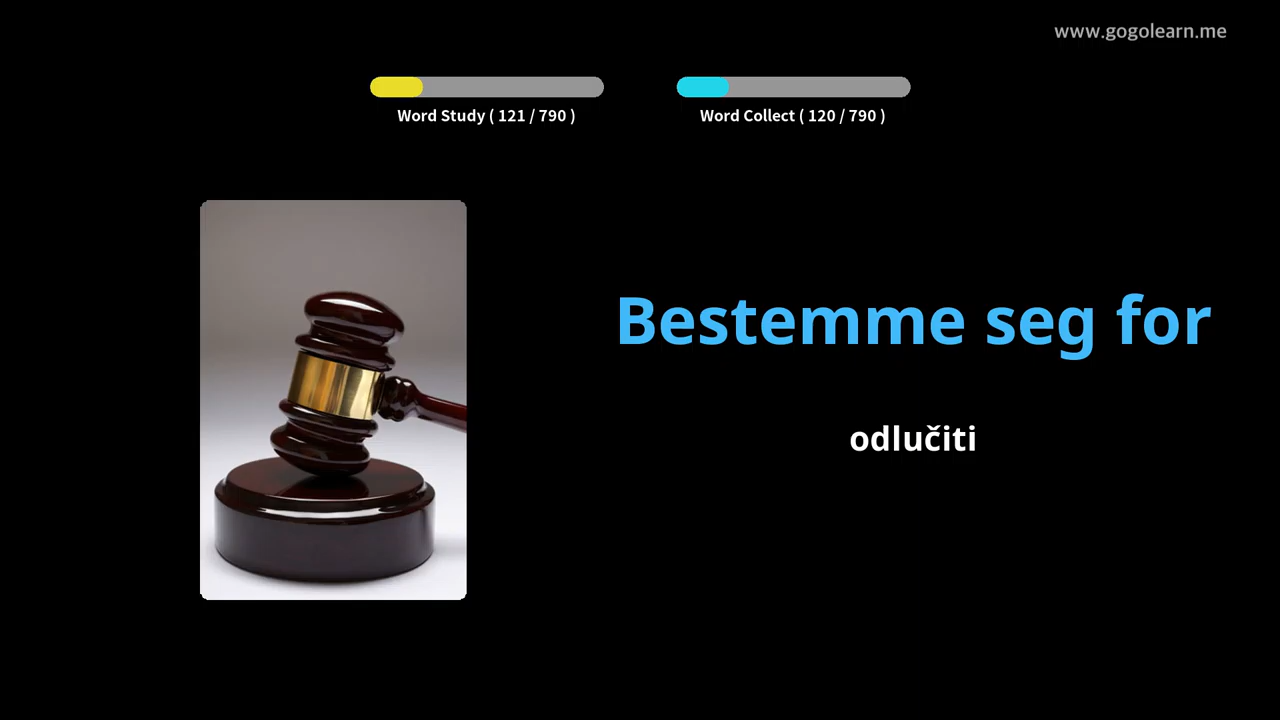 www.gogolearn.me
Word Study ( 121 / 790 )
Word Collect ( 120 / 790 )
Bestemme seg for
odlučiti